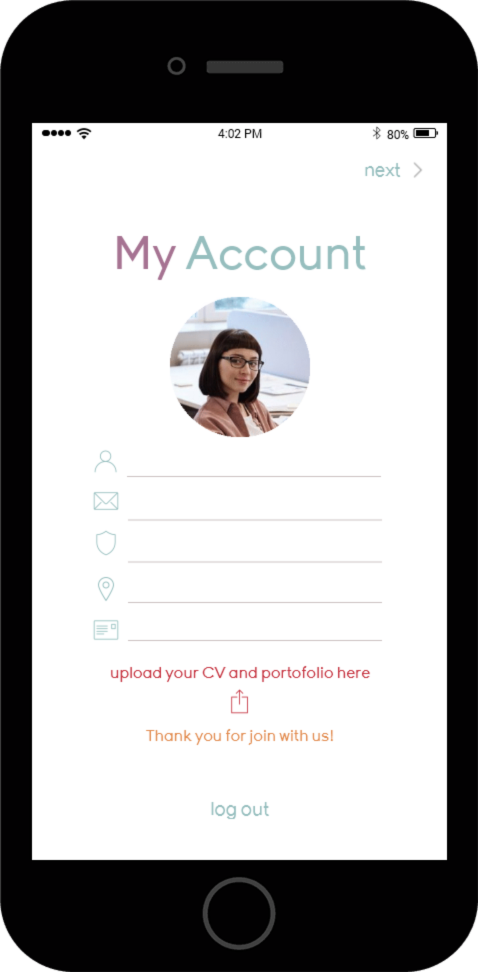 4:02 PM
80%
next
My Account
upload your CV and portofolio here
Thank you for join with us!
log out